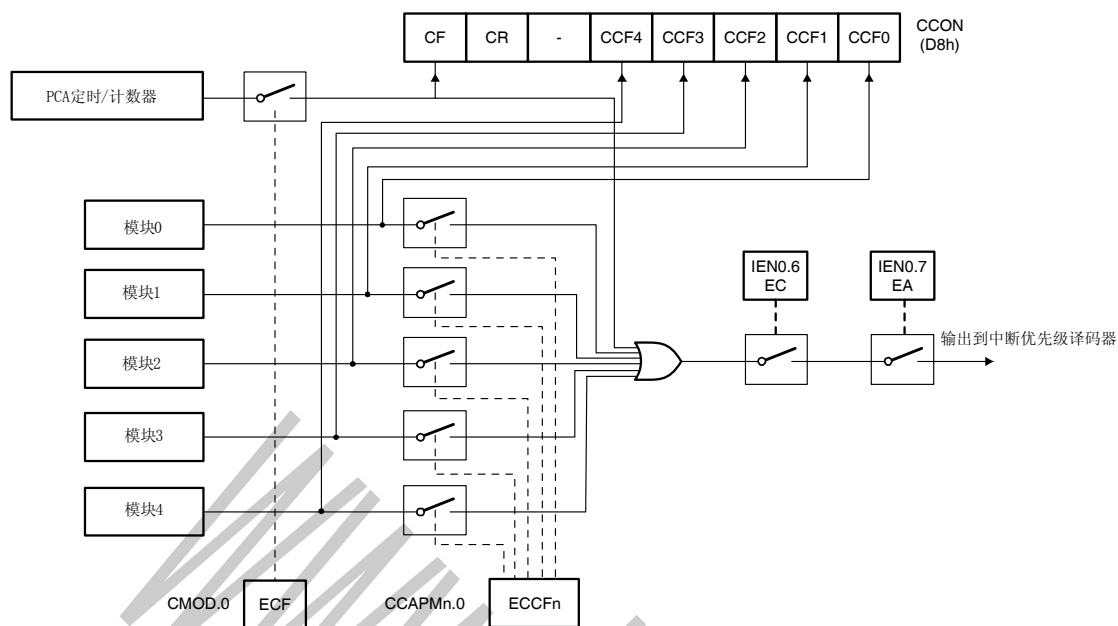 CF CR - CCF4 CCF3 CCF2 CCF1 CCF0
CCON
(D8h)
PCA定时/计数器
模块0
模块1
模块2
模块3
模块4
IEN0.6
EC
IEN0.7
EA
输出到中断优先级译码器
CMOD.0 ECF
CCAPMn.0 ECCFn